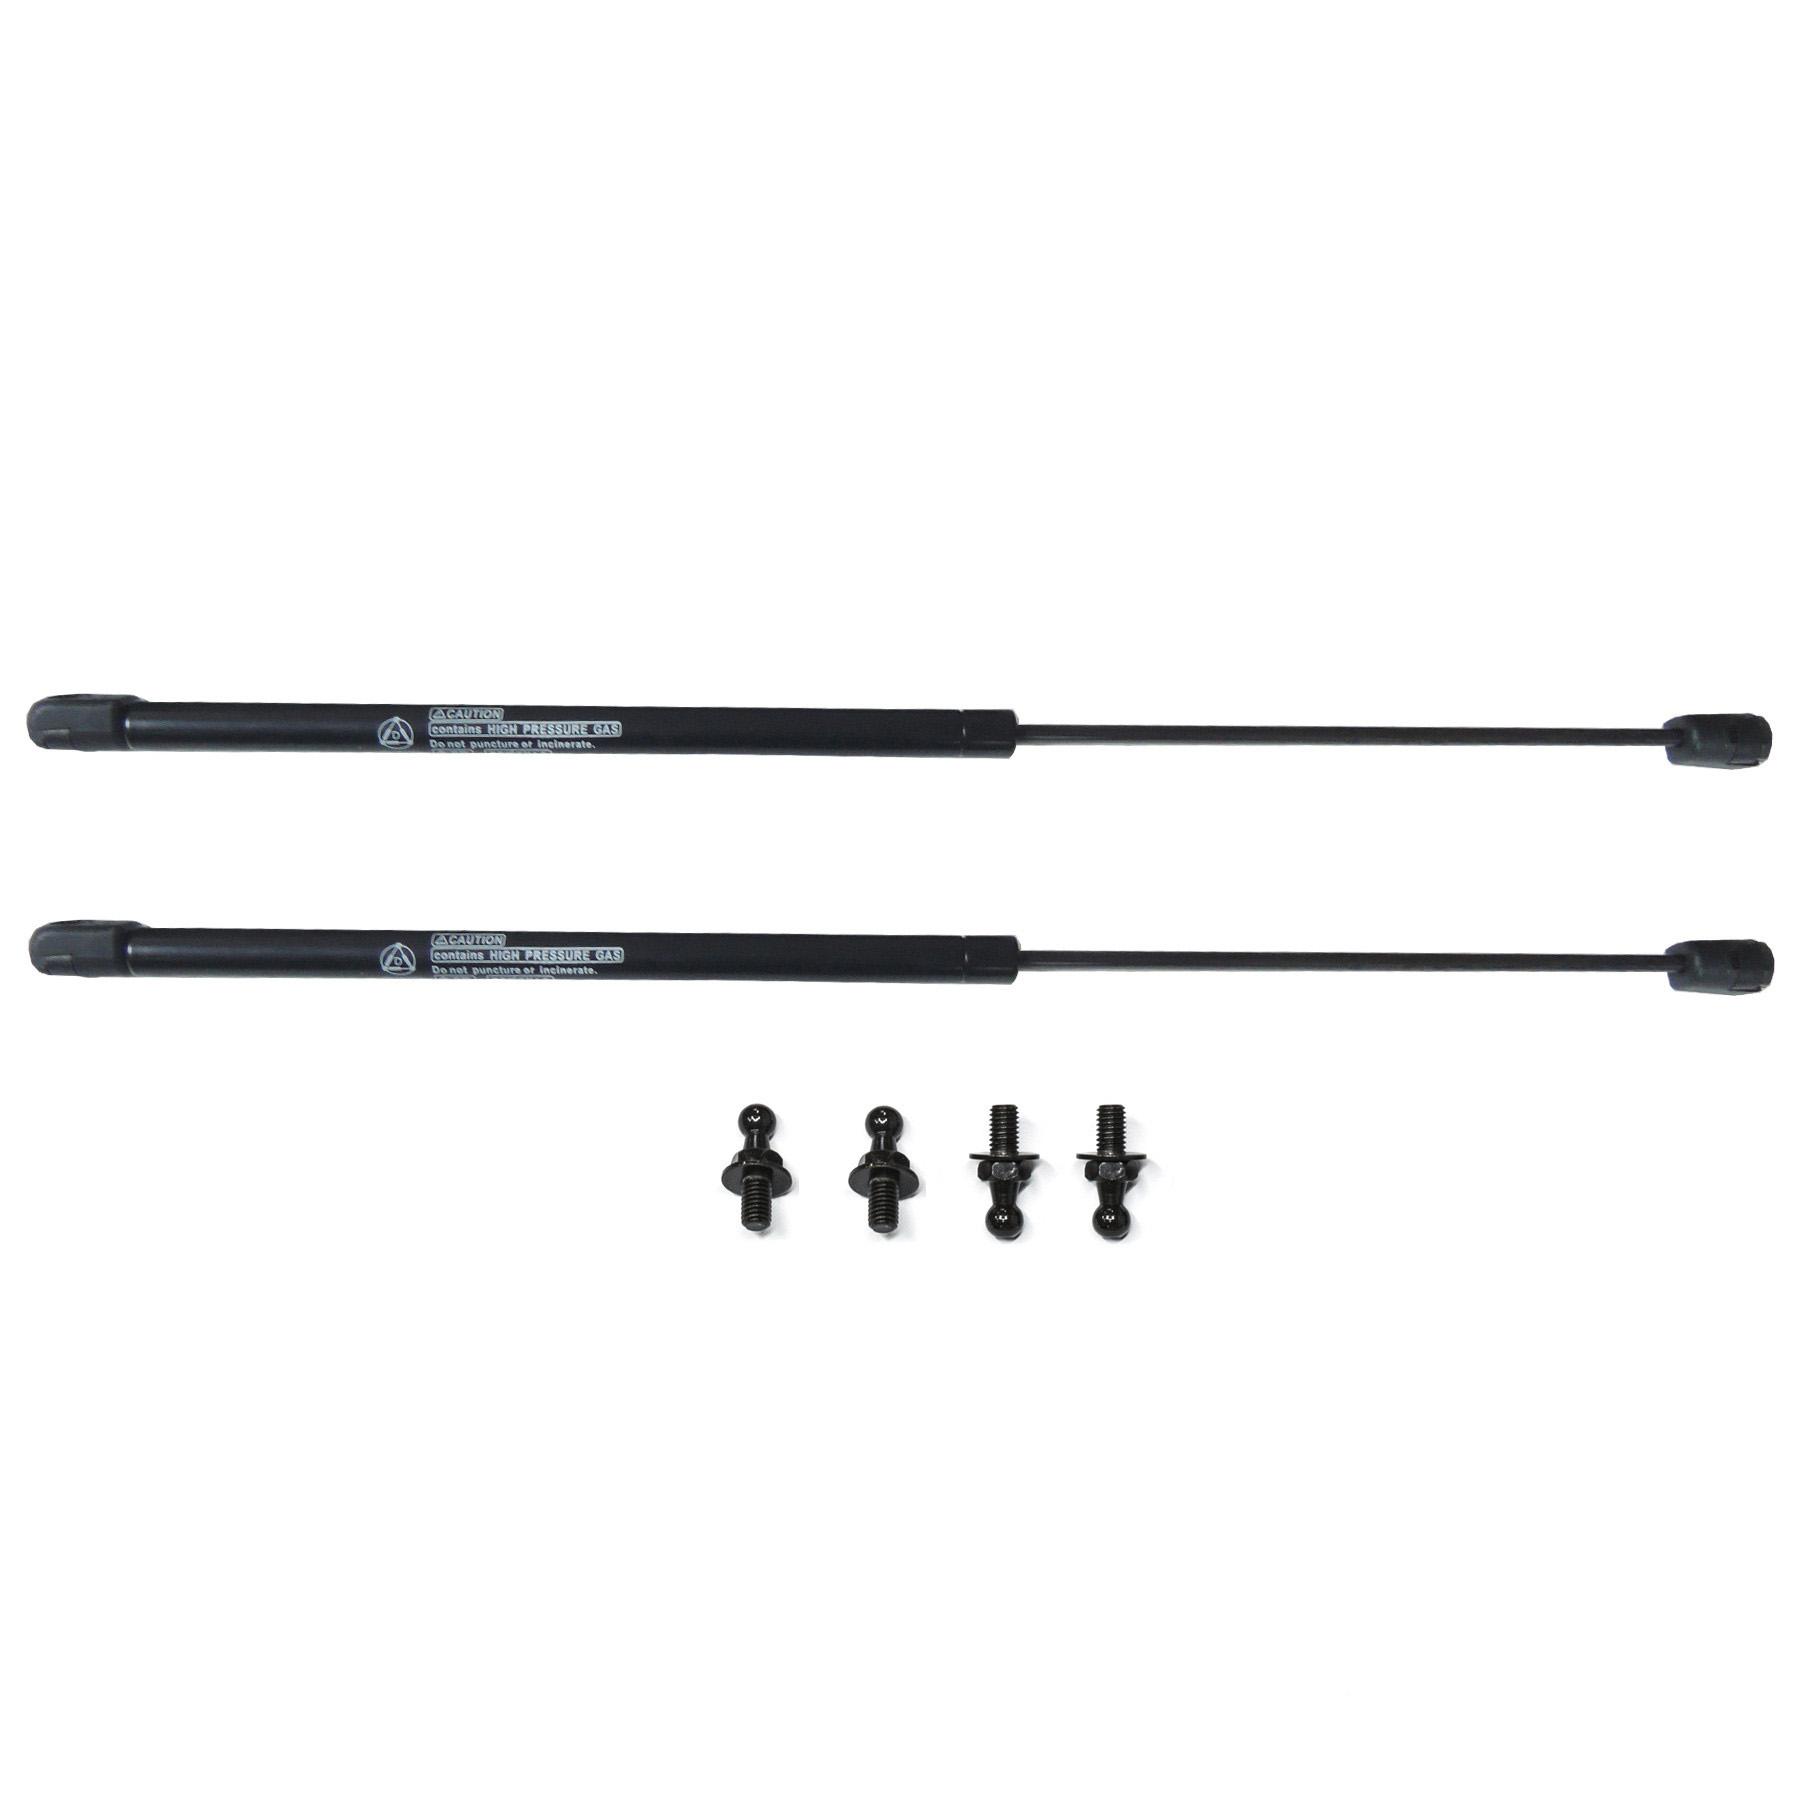 D
CAUTION
contains HIGH PRESSURE GAS
Do not puncture or incinerate.
D
CAUTION
contains HIGH PRESSURE GAS
Do not puncture or incinerate.